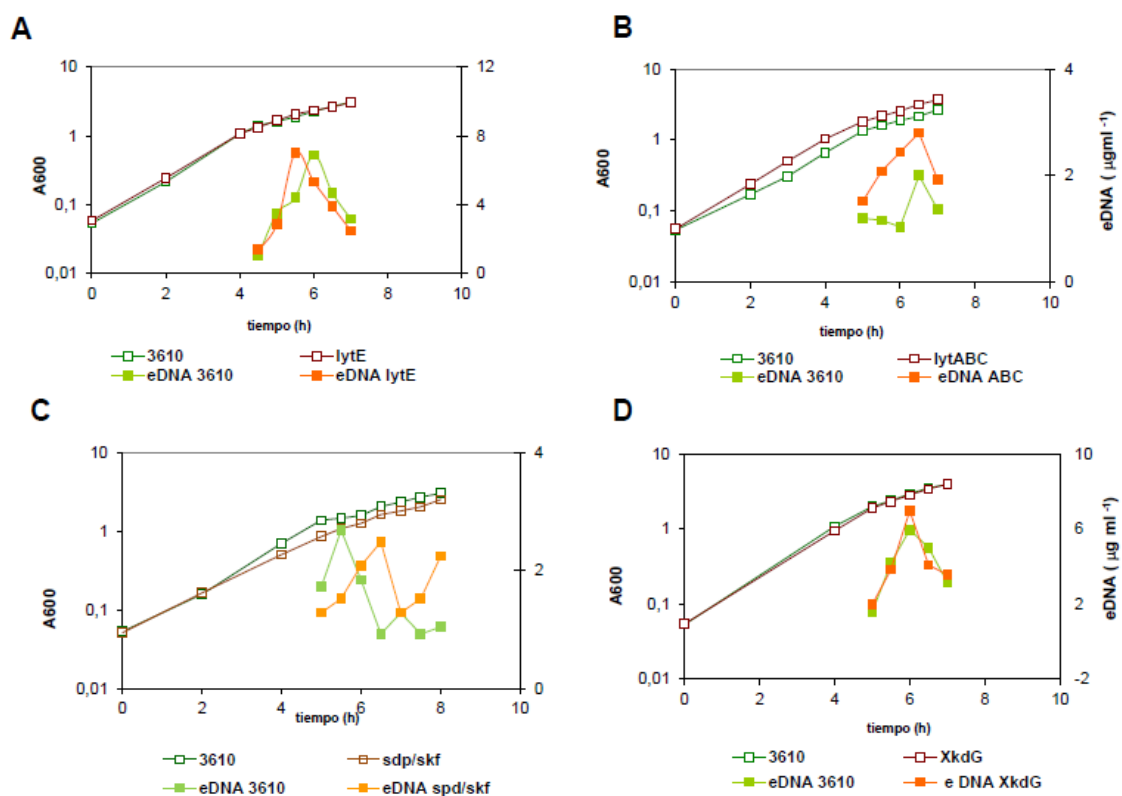 A
10
1
0,1
0,01
A600
12
8
4
0
0 2 4 6 8 10
tiempo (h)
3610 lytE
eDNA 3610 eDNA lytE
B
10
1
0,1
0,01
A600
4
2
0
eDNA ( µgml -1)
0 2 4 6 8 10
tiempo (h)
3610 lytABC
eDNA 3610 eDNA ABC
C
10
1
0,1
0,01
A600
4
2
0
0 2 4 6 8 10
tiempo (h)
3610 sdp/skf
eDNA 3610 eDNA spd/skf
D
10
1
0,1
0,01
A600
10
6
2
-2
eDNA ( µg ml -1)
0 2 4 6 8 10
tiempo (h)
3610 XkdG
eDNA 3610 e DNA XkdG